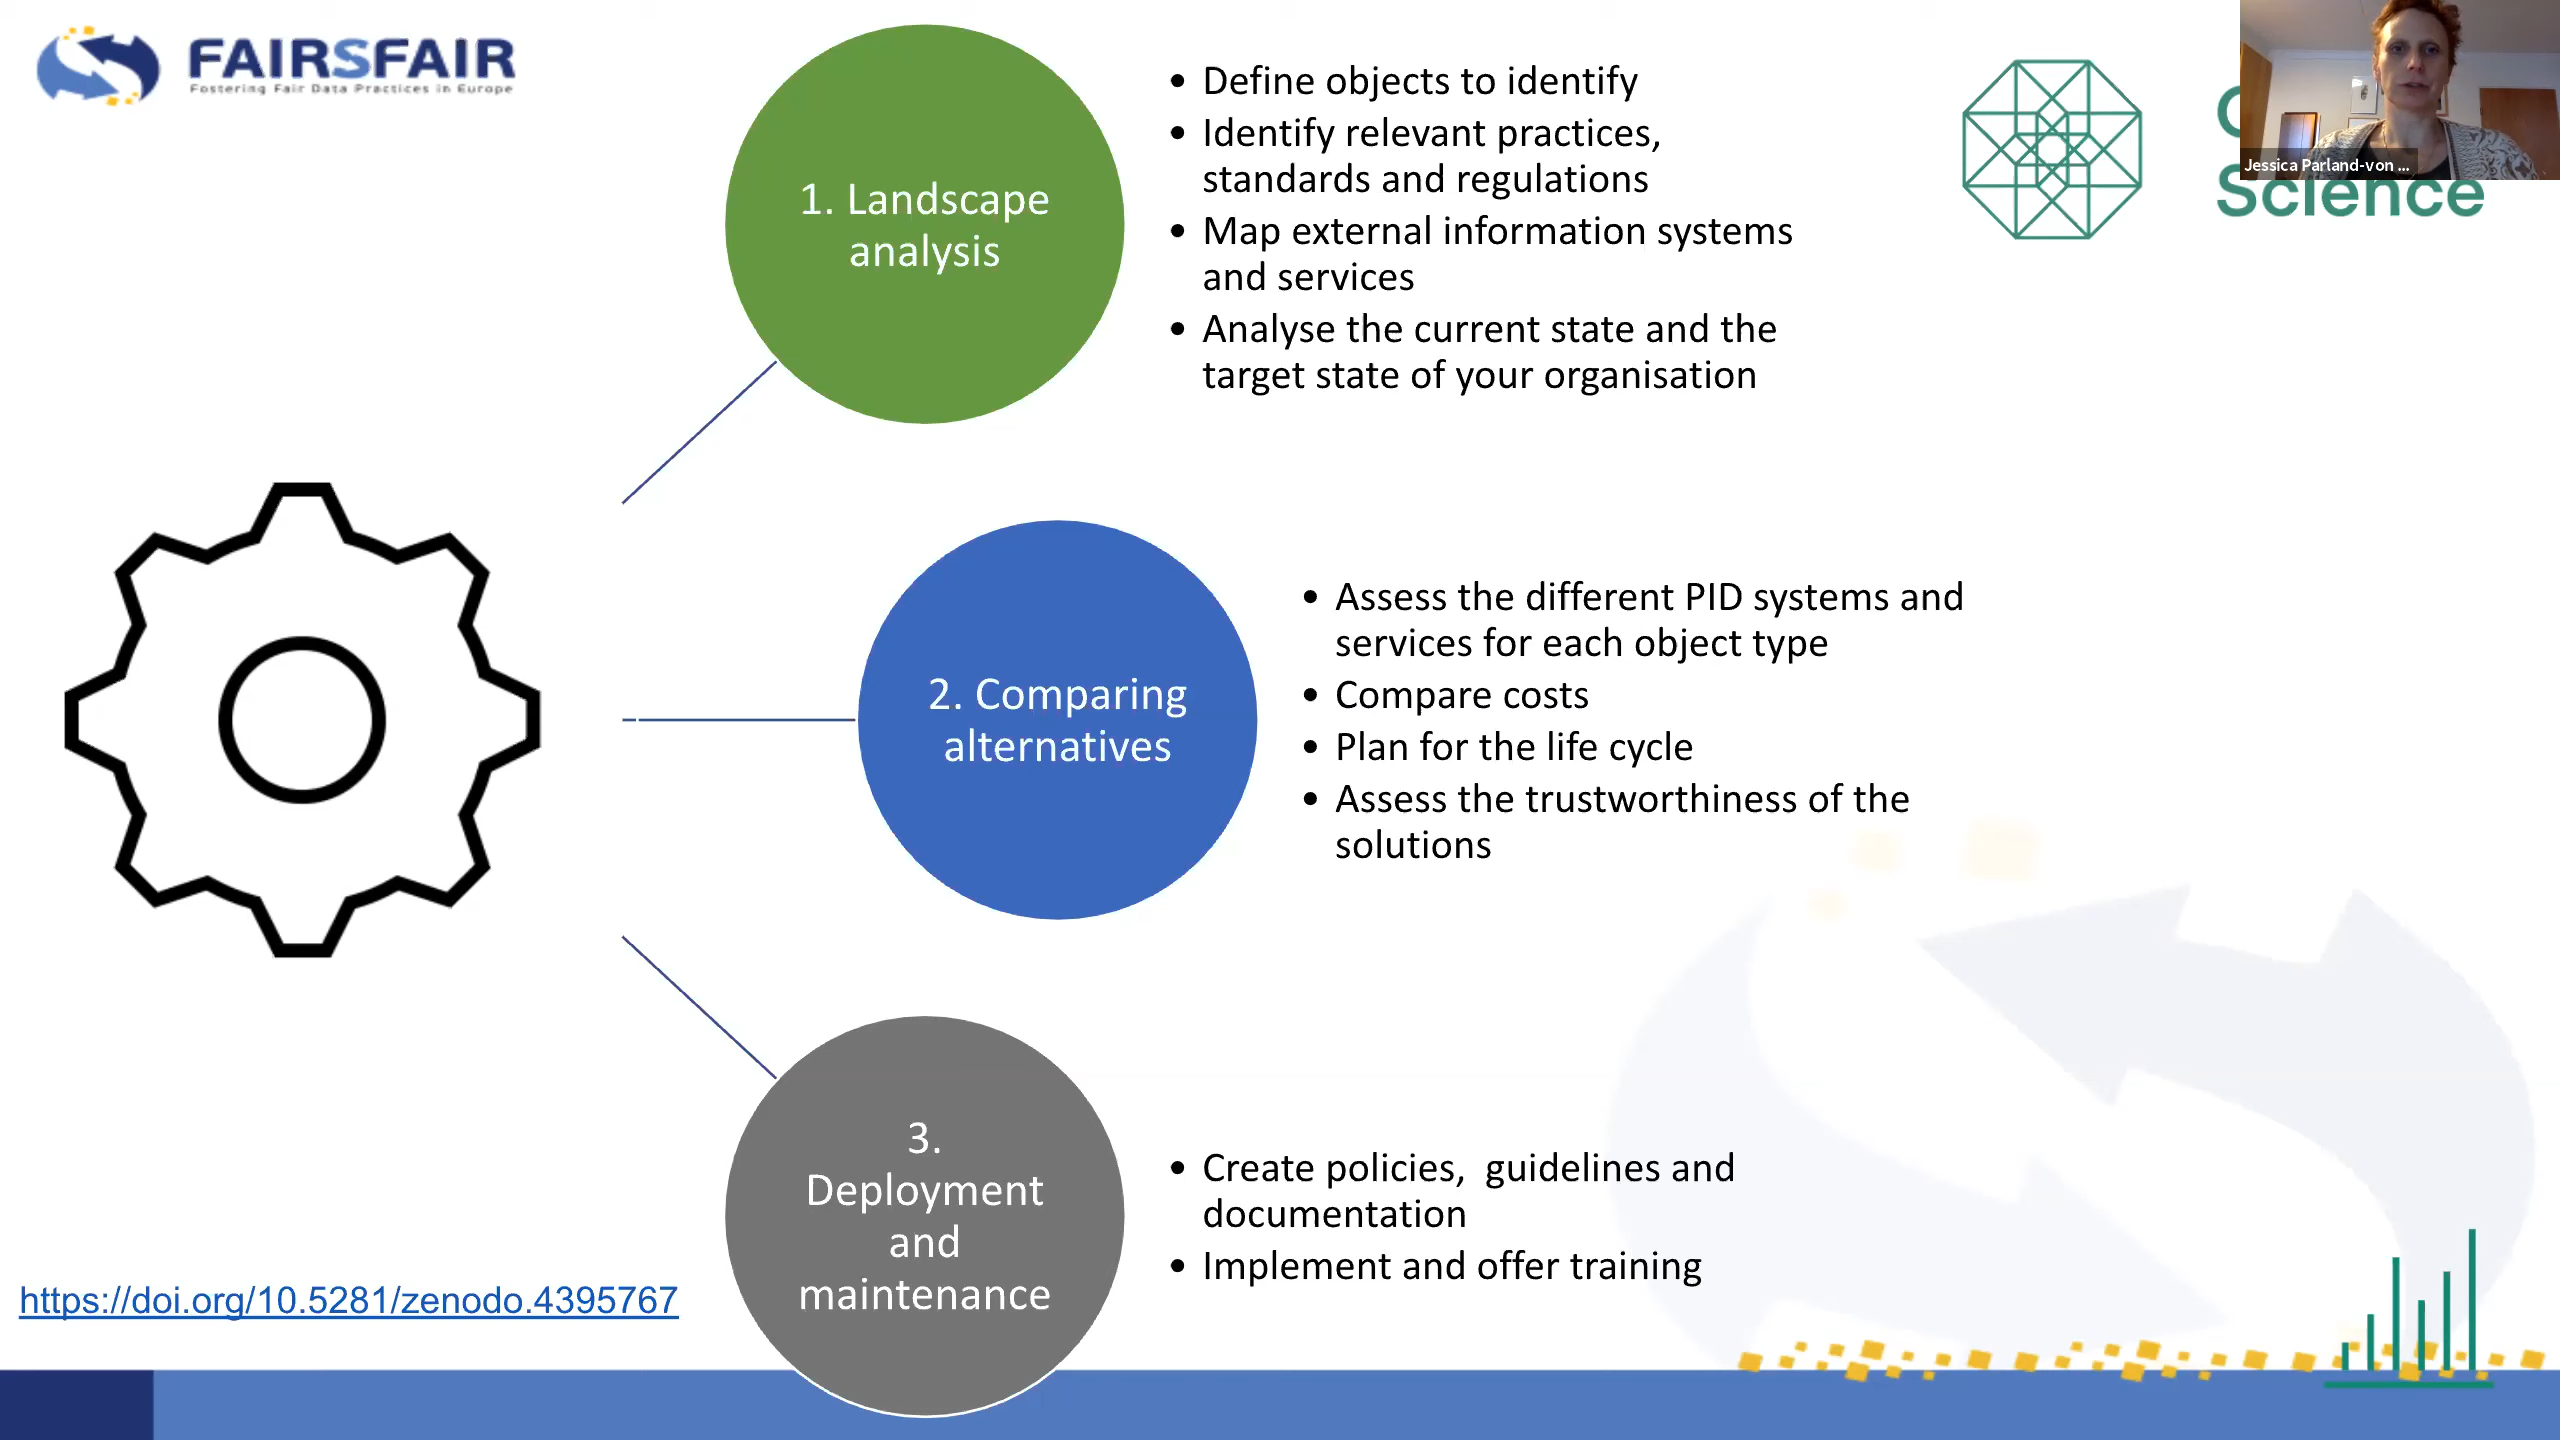 FAIRSFAIR
Fostering Fair Data Practices in Europe
1. Landscape
analysis
• Define objects to identify
• Identify relevant practices,
standards and regulations
• Map external information systems
and services
• Analyse the current state and the
target state of your organisation
Jessica Parland-von ...
Science
2. Comparing
alternatives
• Assess the different PID systems and
services for each object type
• Compare costs
• Plan for the life cycle
• Assess the trustworthiness of the
solutions
3.
Deployment
and
maintenance
• Create policies,  guidelines and
documentation
• Implement and offer training
https://doi.org/10.5281/zenodo.4395767